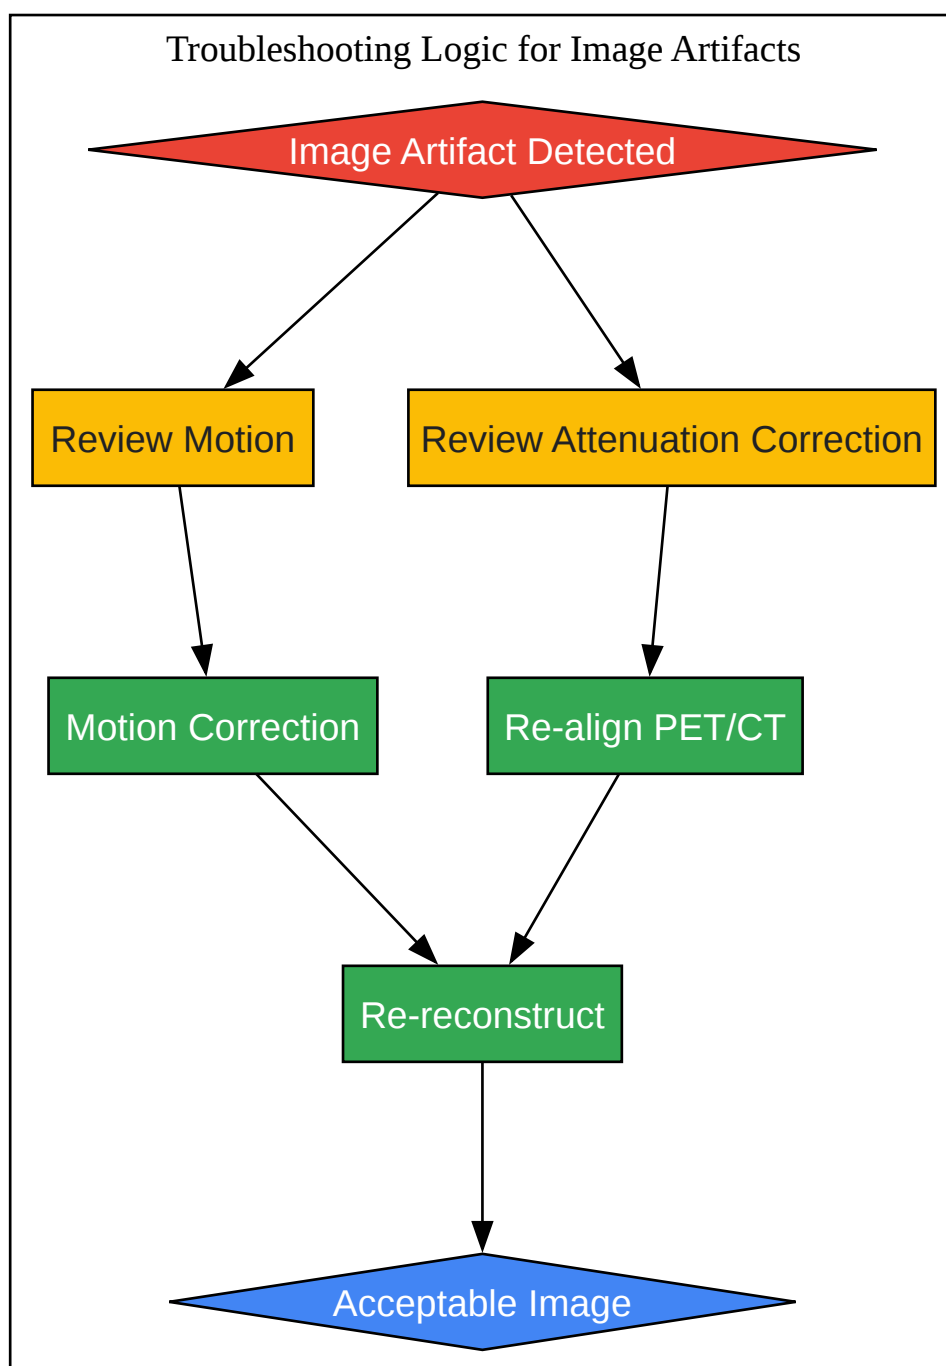 Troubleshooting Logic for Image Artifacts
Image Artifact Detected
Review Motion
Review Attenuation Correction
Motion Correction
Re-align PET/CT
Re-reconstruct
Acceptable Image